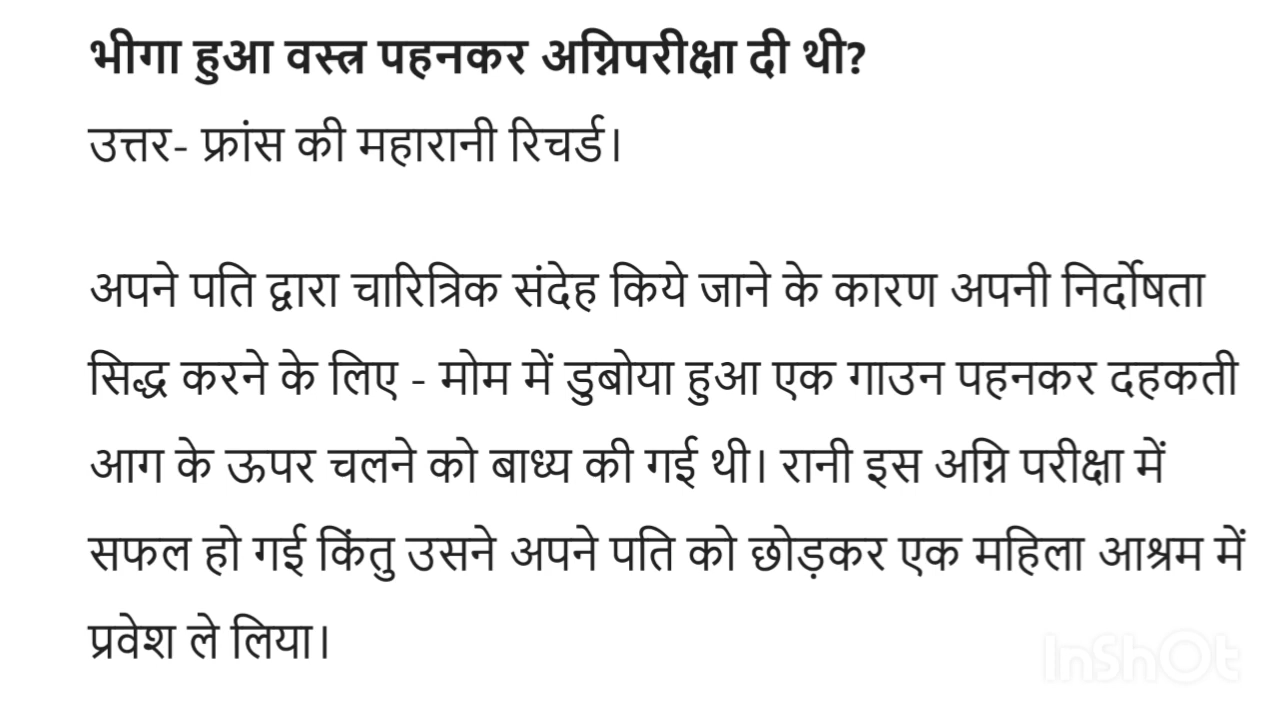 भीगा हुआ वस्त्र पहनकर अग्निपरीक्षा दी थी?
उत्तर- फ्रांस की महारानी रिचर्ड।
अपने पति द्वारा चारित्रिक संदेह किये जाने के कारण अपनी निर्दोषता
सिद्ध करने के लिए - मोम में डुबोया हुआ एक गाउन पहनकर दहकती
आग के ऊपर चलने को बाध्य की गई थी। रानी इस अग्नि परीक्षा में
सफल हो गई किंतु उसने अपने पति को छोड़कर एक महिला आश्रम में
प्रवेश ले लिया।
InShOt